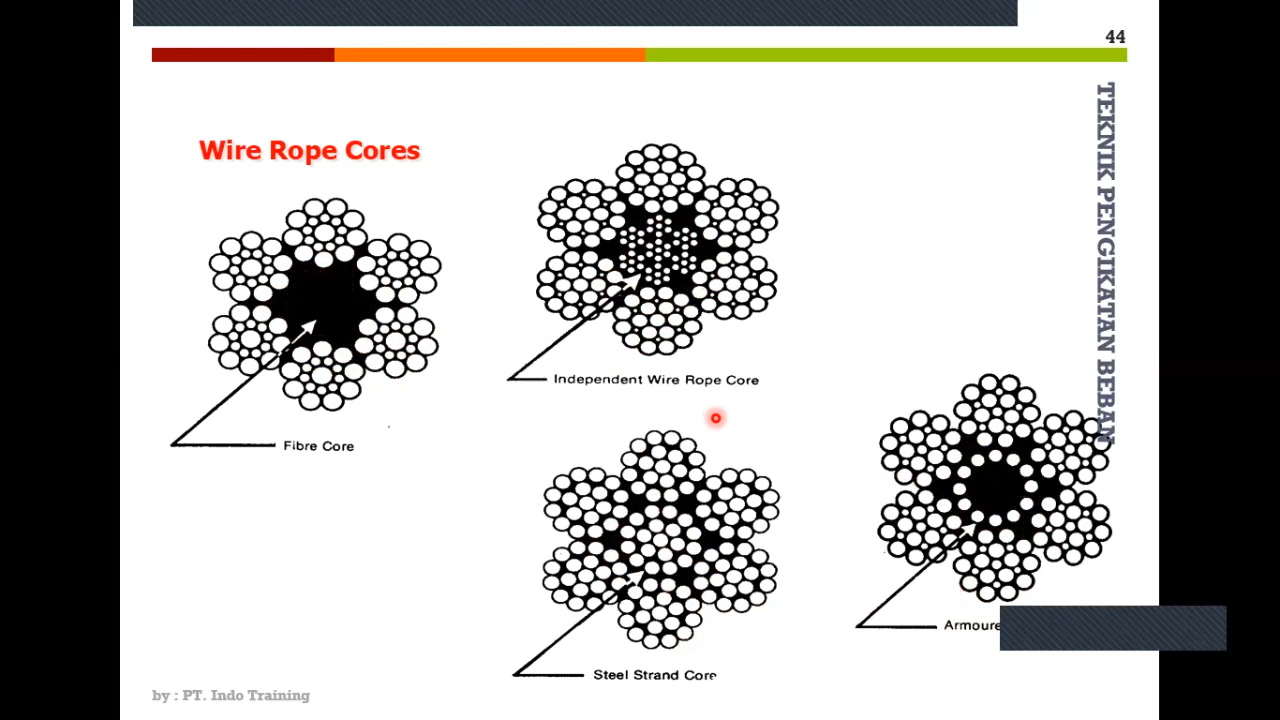 44
TEKNIK PENGIKATAN BEBAN
Wire Rope Cores
Independent Wire Rope Core
Fibre Core
Armoure
Steel Strand Core
by : PT. Indo Training